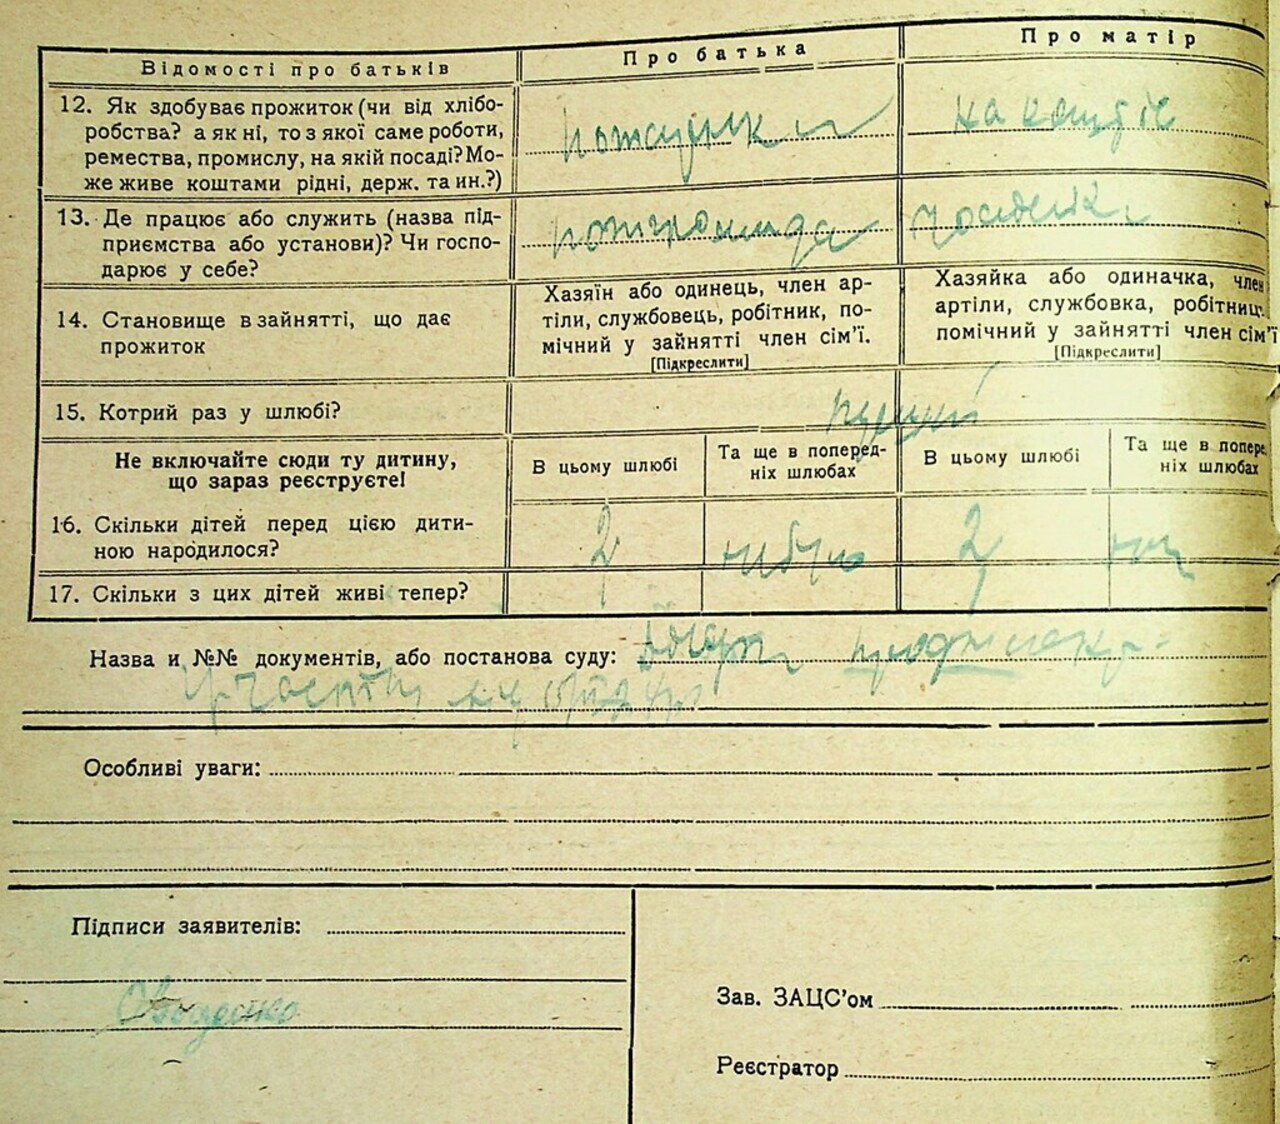 Відомості про батьків
Про батька
Про матір
12. Як здобуває прожиток (чи від хлібо-
робства? а як ні, то з якої саме роботи,
ремества, промислу, на якій посаді? Мо-
же живе коштами рідні, держ. та ин.?)
на кошті
13. Де працює або служить (назва під-
приємства або установи)? Чи госпо-
дарює у себе?
14. Становище в зайнятті, що дає
прожиток
Хазяїн або одинець, член ар-
тіли, службовець, робітник, по-
мічний у зайнятті член сім'ї.
[Підкреслити]
Хазяйка або одиначка, член
артіли, службовка, робітниц
помічний у зайнятті член сім'ї
[Підкреслити]
15. Котрий раз у шлюбі?
перший
Не включайте сюди ту дитину,
що зараз реєструєте!
В цьому шлюбі
Та ще в поперед-
ніх шлюбах
В цьому шлюбі
Та ще в попере
ніх шлюбах
16. Скільки дітей перед цією дити-
ною народилося?
2
2
17. Скільки з цих дітей живі тепер?
Назва и №№ документів, або постанова суду:
Особливі уваги:
Підписи заявителів:
Зав. ЗАЦС'ом
Реєстратор